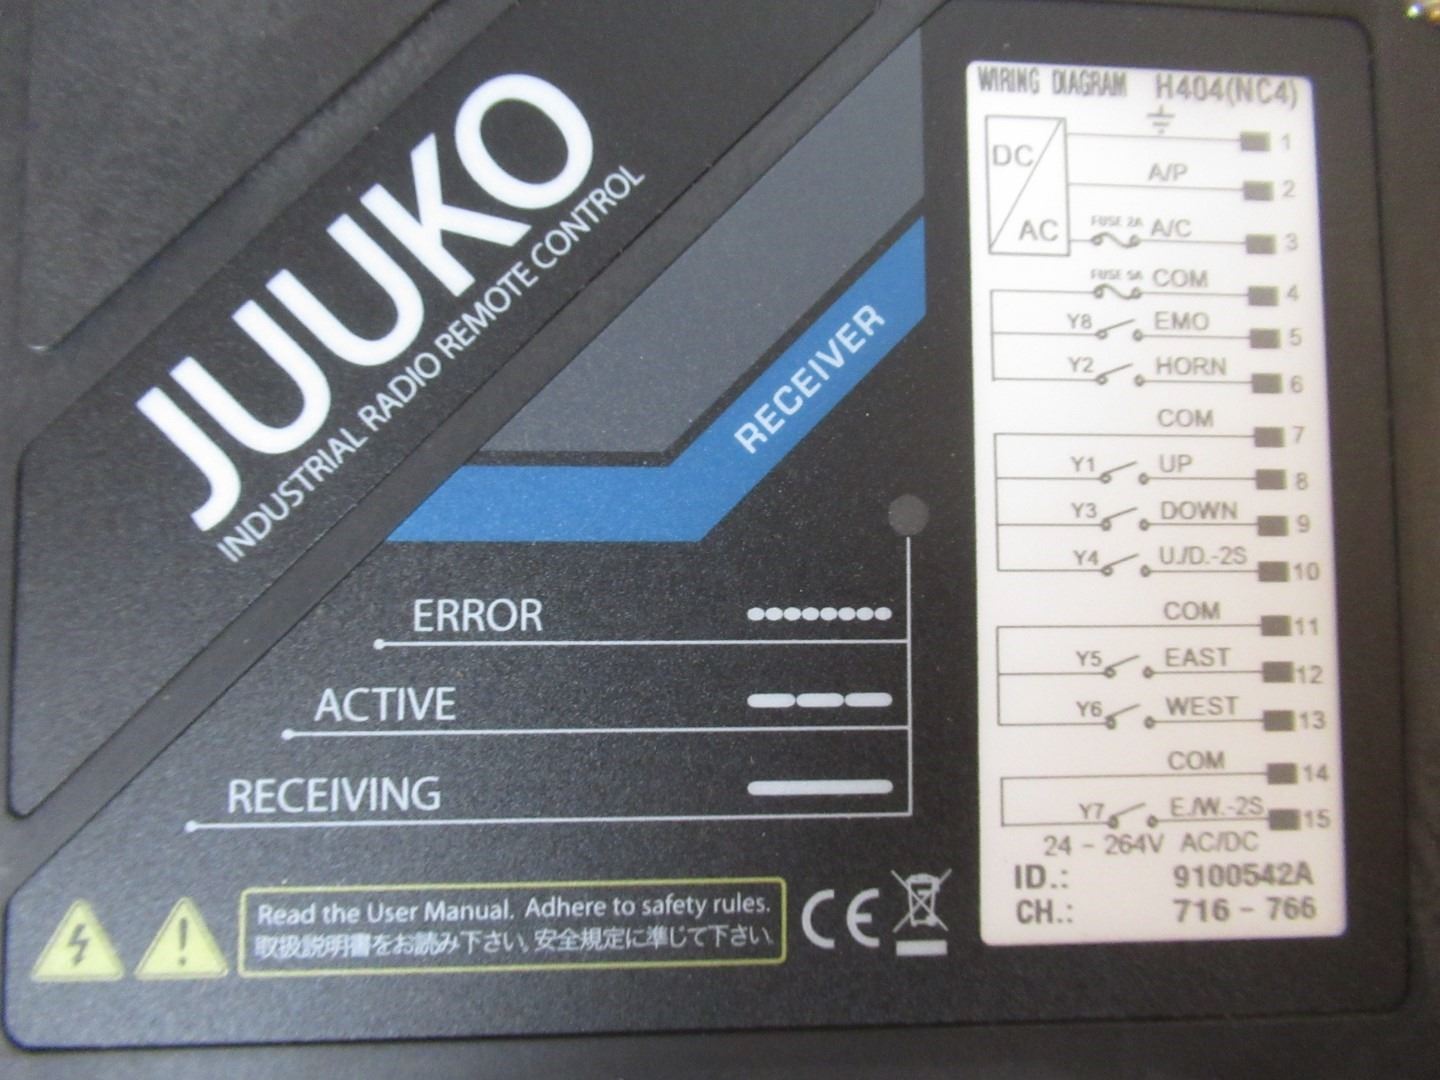 JUUKO
INDUSTRIAL RADIO REMOTE CONTROL
RECEIVER
ERROR
ACTIVE
RECEIVING
Read the User Manual. Adhere to safety rules.
取扱説明書をお読み下さい, 安全規定に準じて下さい.
CE
WIRING DIAGRAM H404(NC4)
DC
AC
1
A/P 2
FUSE 2A A/C 3
FUSE 5A COM 4
Y8 EMO 5
Y2 HORN 6
COM 7
Y1 UP 8
Y3 DOWN 9
Y4 U./D.-2S 10
COM 11
Y5 EAST 12
Y6 WEST 13
COM 14
Y7 E./W.-2S 15
24 - 264V AC/DC
ID.: 9100542A
CH.: 716 - 766